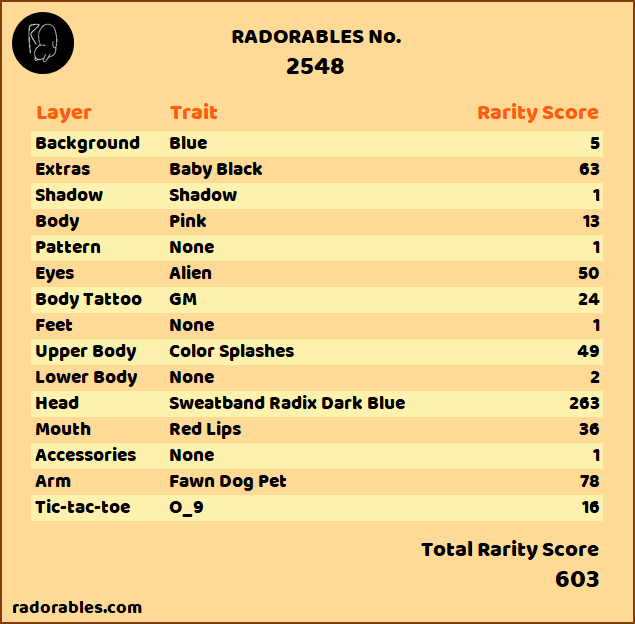 RADORABLES No.
2548
Layer Trait Rarity Score
Background Blue 5
Extras Baby Black 63
Shadow Shadow 1
Body Pink 13
Pattern None 1
Eyes Alien 50
Body Tattoo GM 24
Feet None 1
Upper Body Color Splashes 49
Lower Body None 2
Head Sweatband Radix Dark Blue 263
Mouth Red Lips 36
Accessories None 1
Arm Fawn Dog Pet 78
Tic-tac-toe O_9 16
Total Rarity Score
603
radorables.com